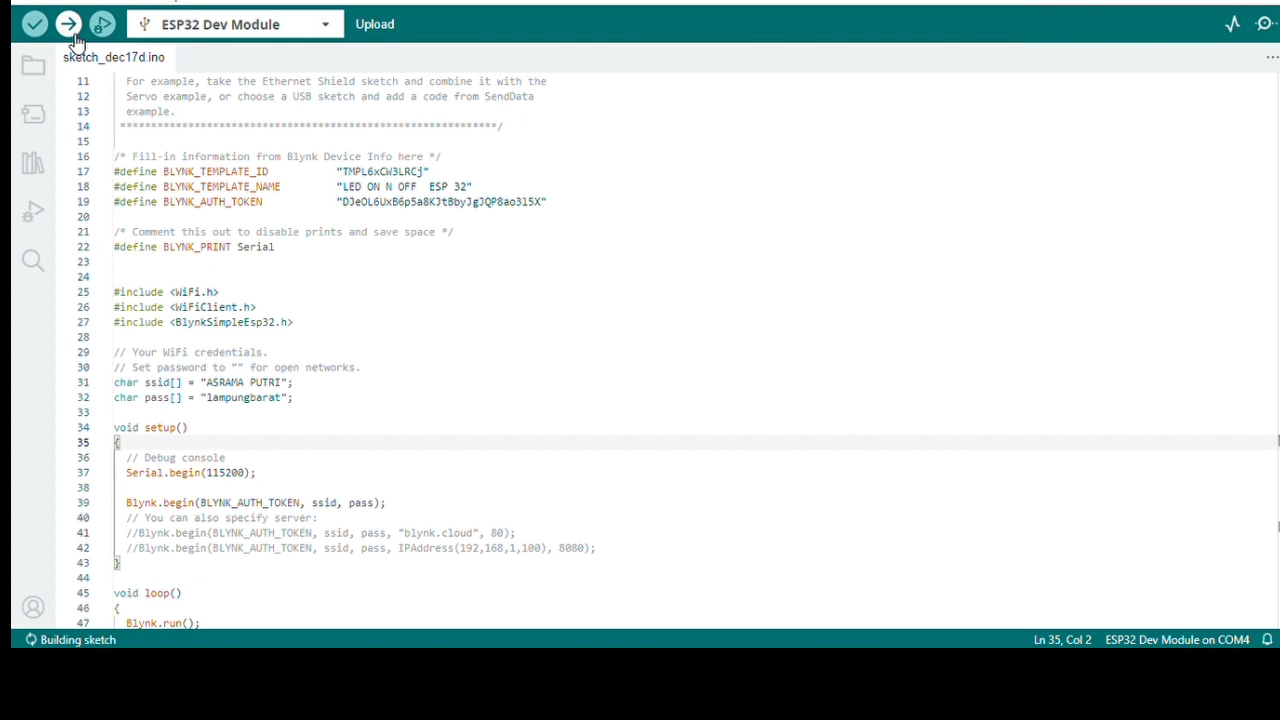 ESP32 Dev Module
Upload
sketch_dec17d.ino
11 For example, take the Ethernet Shield sketch and combine it with the
12 Servo example, or choose a USB sketch and add a code from SendData
13 example.
14 *************************************************************/
15
16 /* Fill-in information from Blynk Device Info here */
17 #define BLYNK_TEMPLATE_ID "TMPL6xCW3LRCj"
18 #define BLYNK_TEMPLATE_NAME "LED ON N OFF  ESP 32"
19 #define BLYNK_AUTH_TOKEN "DJeOL6UxB6p5a8KJtBbyJgJQP8ao3l5X"
20
21 /* Comment this out to disable prints and save space */
22 #define BLYNK_PRINT Serial
23
24
25 #include <WiFi.h>
26 #include <WiFiClient.h>
27 #include <BlynkSimpleEsp32.h>
28
29 // Your WiFi credentials.
30 // Set password to "" for open networks.
31 char ssid[] = "ASRAMA PUTRI";
32 char pass[] = "lampungbarat";
33
34 void setup()
35 {
36 // Debug console
37 Serial.begin(115200);
38
39 Blynk.begin(BLYNK_AUTH_TOKEN, ssid, pass);
40 // You can also specify server:
41 //Blynk.begin(BLYNK_AUTH_TOKEN, ssid, pass, "blynk.cloud", 80);
42 //Blynk.begin(BLYNK_AUTH_TOKEN, ssid, pass, IPAddress(192,168,1,100), 8080);
43 }
44
45 void loop()
46 {
47 Blynk.run();
Building sketch
Ln 35, Col 2 ESP32 Dev Module on COM4